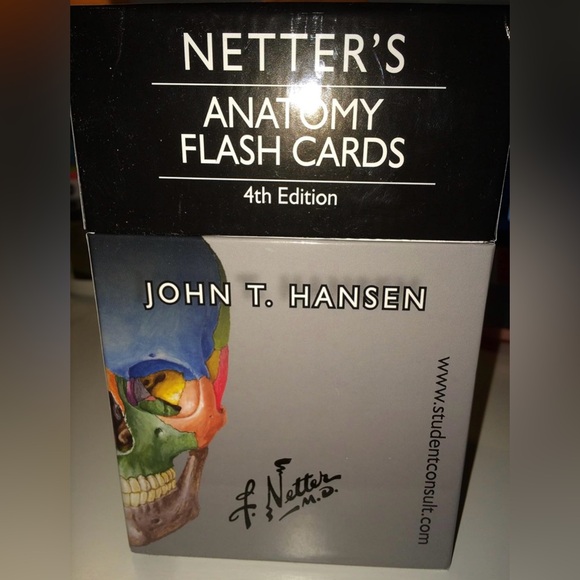 NETTER'S
ANATOMY
FLASH CARDS
4th Edition
JOHN T. HANSEN
www.studentconsult.com
F. Netter
M.D.